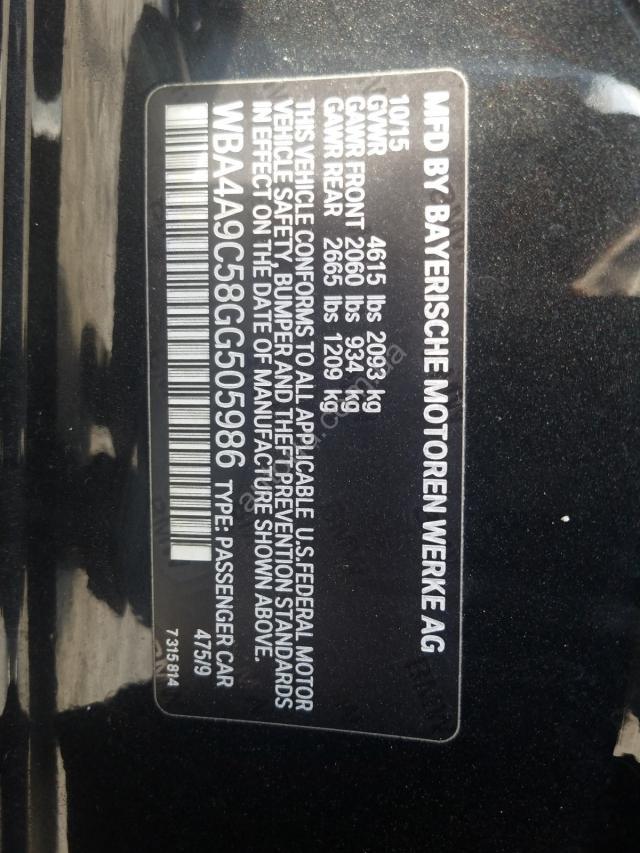 MFD BY BAYERISCHE MOTOREN WERKE AG
10/15
GVWR 4615 lbs 2093 kg
GAWR FRONT 2060 lbs 934 kg
GAWR REAR 2665 lbs 1209 kg
THIS VEHICLE CONFORMS TO ALL APPLICABLE U.S.FEDERAL MOTOR
VEHICLE SAFETY, BUMPER AND THEFT PREVENTION STANDARDS
IN EFFECT ON THE DATE OF MANUFACTURE SHOWN ABOVE.
WBA4A9C58GG505986 TYPE: PASSENGER CAR
475/9
7 315 814